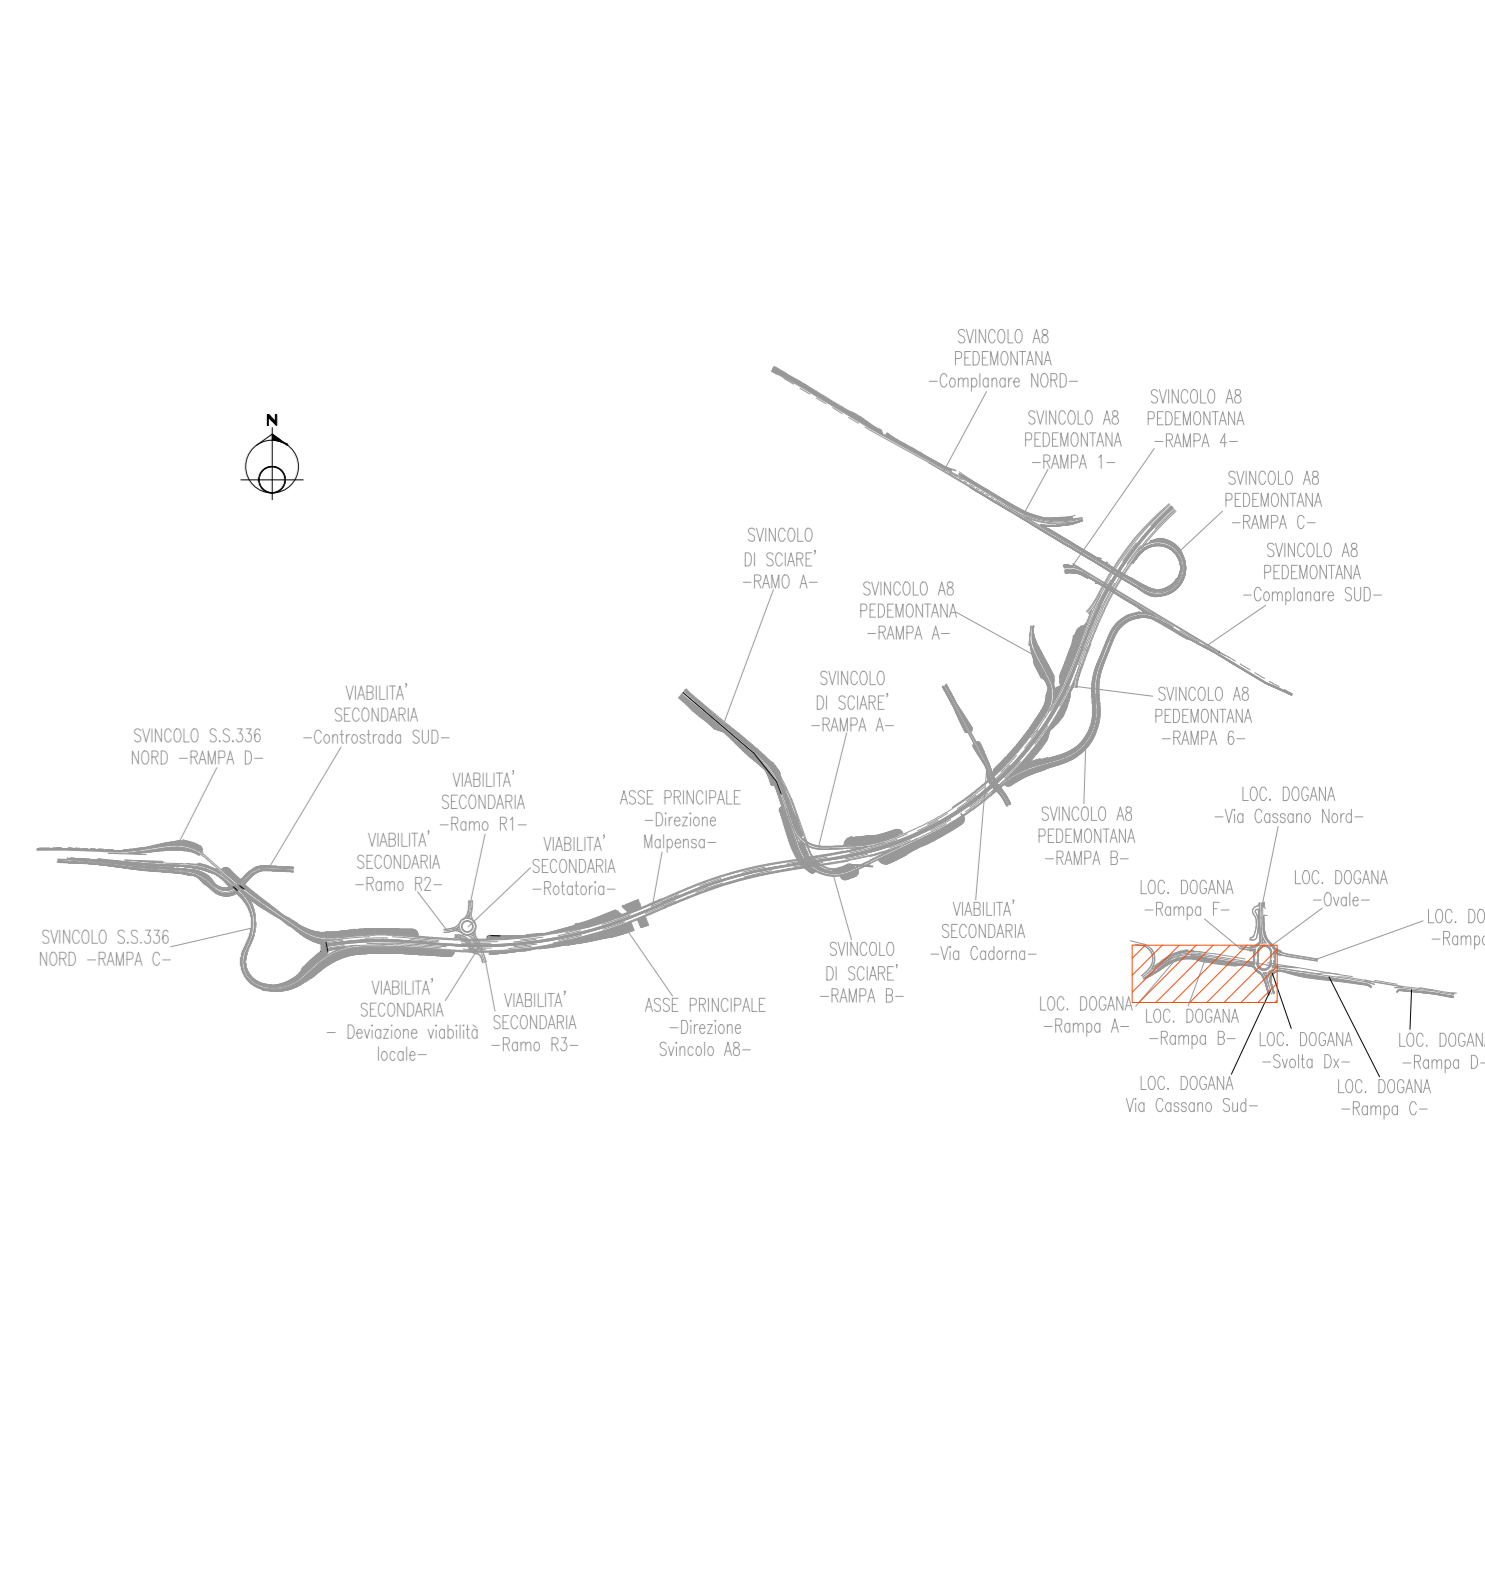 SVINCOLO A8
PEDEMONTANA
-Complanare NORD-
SVINCOLO A8
PEDEMONTANA
-RAMPA 4-
SVINCOLO A8
PEDEMONTANA
-RAMPA 1-
N
SVINCOLO A8
PEDEMONTANA
-RAMPA C-
SVINCOLO
DI SCIARE'
-RAMO A-
SVINCOLO A8
PEDEMONTANA
-Complanare SUD-
SVINCOLO A8
PEDEMONTANA
-RAMPA A-
SVINCOLO
DI SCIARE'
-RAMPA A-
VIABILITA'
SECONDARIA
-Controstrada SUD-
SVINCOLO A8
PEDEMONTANA
-RAMPA 6-
SVINCOLO S.S.336
NORD -RAMPA D-
VIABILITA'
SECONDARIA
-Ramo R1-
ASSE PRINCIPALE
-Direzione
Malpensa-
LOC. DOGANA
-Via Cassano Nord-
SVINCOLO A8
PEDEMONTANA
-RAMPA B-
VIABILITA'
SECONDARIA
-Ramo R2-
VIABILITA'
SECONDARIA
-Rotatoria-
LOC. DOGANA
-Rampa F-
LOC. DOGANA
-Ovale-
VIABILITA'
SECONDARIA
-Via Cadorna-
LOC. DO
-Rampa
SVINCOLO S.S.336
NORD -RAMPA C-
SVINCOLO
DI SCIARE'
-RAMPA B-
VIABILITA'
SECONDARIA
- Deviazione viabilità
locale-
VIABILITA'
SECONDARIA
-Ramo R3-
ASSE PRINCIPALE
-Direzione
Svincolo A8-
LOC. DOGANA
-Rampa A-
LOC. DOGANA
-Rampa B-
LOC. DOGANA
-Svolta Dx-
LOC. DOGANA
-Rampa D-
LOC. DOGANA
Via Cassano Sud-
LOC. DOGANA
-Rampa C-